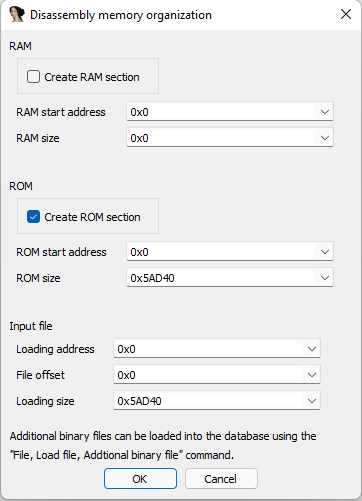 Disassembly memory organization
RAM
Create RAM section
RAM start address 0x0
RAM size 0x0
ROM
Create ROM section
ROM start address 0x0
ROM size 0x5AD40
Input file
Loading address 0x0
File offset 0x0
Loading size 0x5AD40
Additional binary files can be loaded into the database using the
"File, Load file, Addtional binary file" command.
OK Cancel